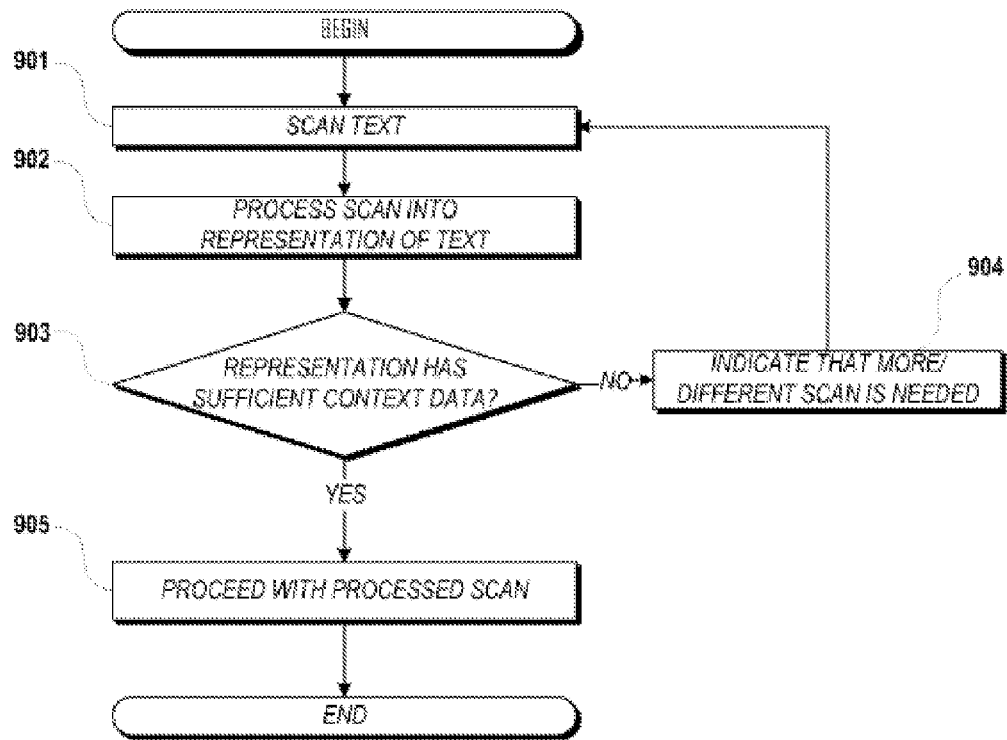 BEGIN
901
SCAN TEXT
902
PROCESS SCAN INTO
REPRESENTATION OF TEXT
904
903
REPRESENTATION HAS
SUFFICIENT CONTEXT DATA?
NO
INDICATE THAT MORE/
DIFFERENT SCAN IS NEEDED
YES
905
PROCEED WITH PROCESSED SCAN
END